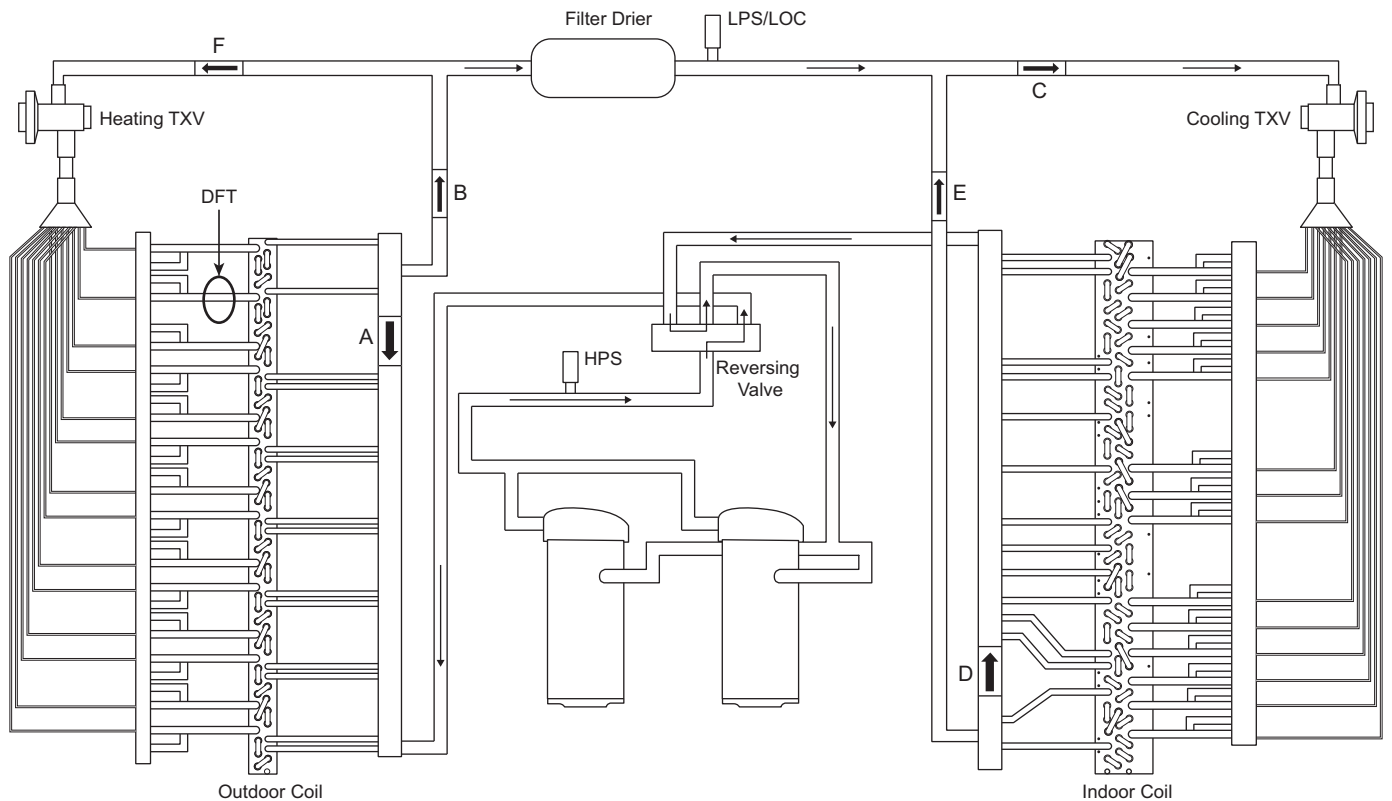 Filter Drier
LPS/LOC
F
C
Heating TXV
Cooling TXV
DFT
B
E
A
HPS
Reversing
Valve
D
Outdoor Coil
Indoor Coil